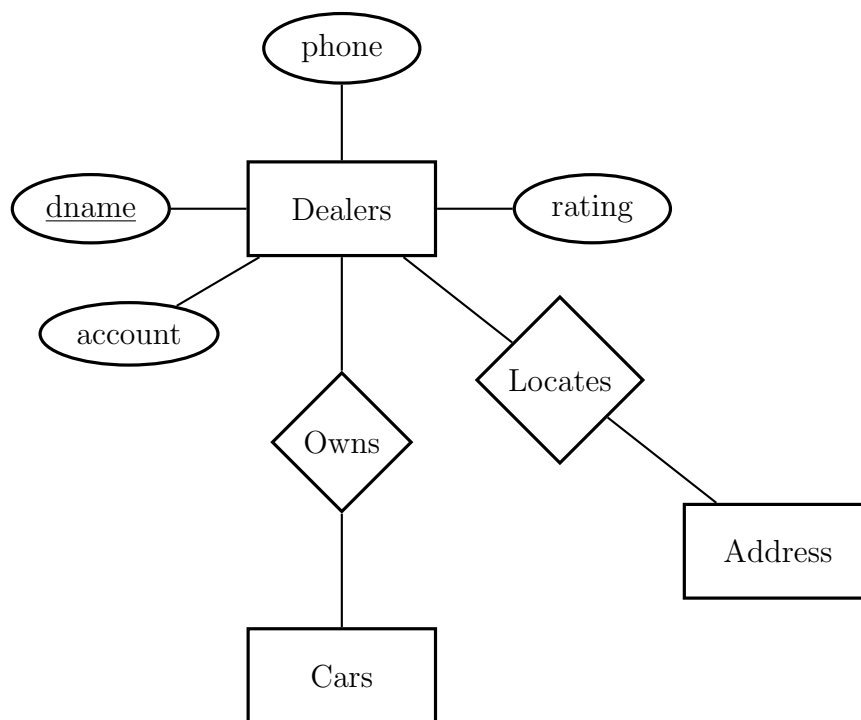 phone
dname
Dealers
rating
account
Locates
Owns
Address
Cars